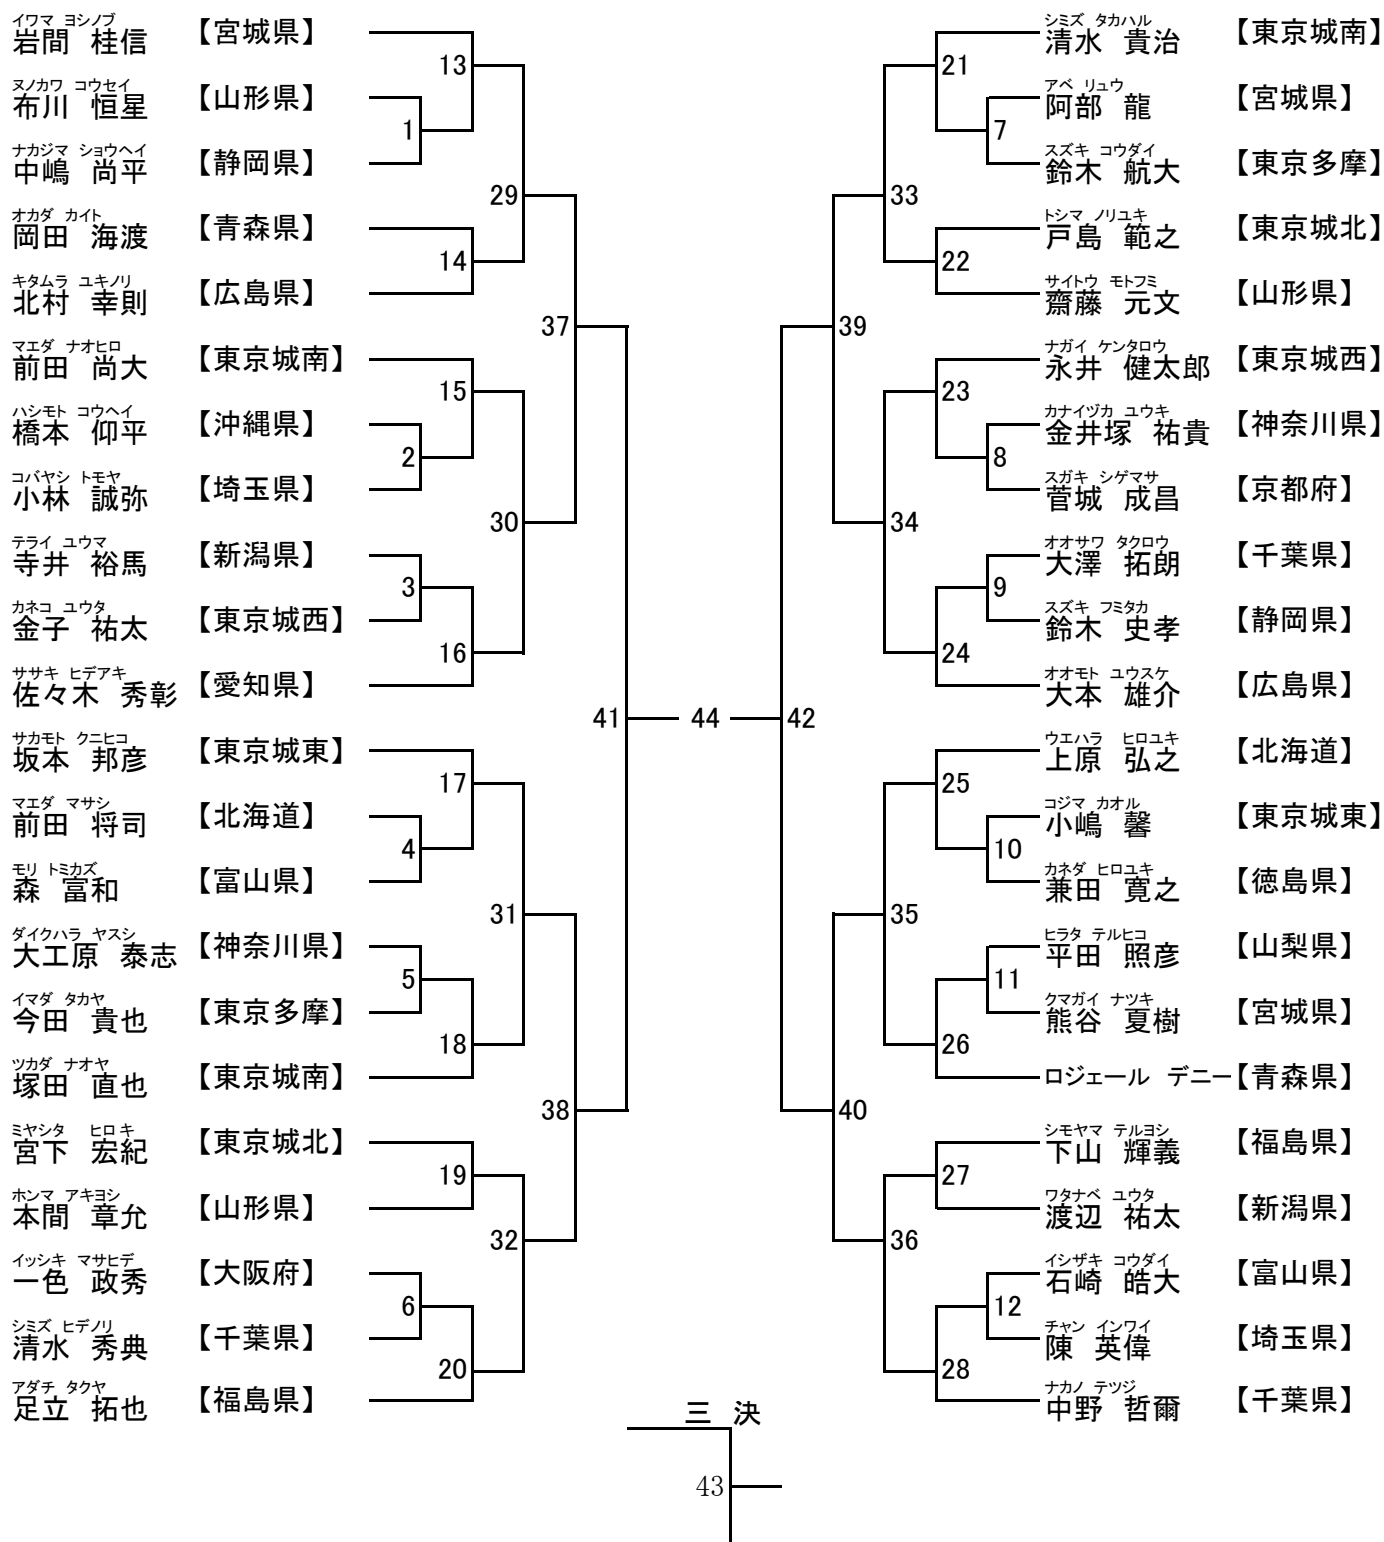 イワマ ヨシノブ
岩間 桂信 【宮城県】
ヌノカワ コウセイ
布川 恒星 【山形県】
ナカジマ ショウヘイ
中嶋 尚平 【静岡県】
オカダ カイト
岡田 海渡 【青森県】
キタムラ ユキノリ
北村 幸則 【広島県】
マエダ ナオヒロ
前田 尚大 【東京城南】
ハシモト コウヘイ
橋本 仰平 【沖縄県】
コバヤシ トモヤ
小林 誠弥 【埼玉県】
テライ ユウマ
寺井 裕馬 【新潟県】
カネコ ユウタ
金子 祐太 【東京城西】
ササキ ヒデアキ
佐々木 秀彰 【愛知県】
サカモト クニヒコ
坂本 邦彦 【東京城東】
マエダ マサシ
前田 将司 【北海道】
モリ トミカズ
森 富和 【富山県】
ダイクハラ ヤスシ
大工原 泰志 【神奈川県】
イマダ タカヤ
今田 貴也 【東京多摩】
ツカダ ナオヤ
塚田 直也 【東京城南】
ミヤシタ ヒロキ
宮下 宏紀 【東京城北】
ホンマ アキヨシ
本間 章允 【山形県】
イッシキ マサヒデ
一色 政秀 【大阪府】
シミズ ヒデノリ
清水 秀典 【千葉県】
アダチ タクヤ
足立 拓也 【福島県】
13
1
29
14
37
15
2
30
3
16
41
17
4
31
5
18
38
19
32
6
20
44
21
7
33
22
39
23
8
34
9
24
42
25
10
35
11
26
40
27
36
12
28
シミズ タカハル
清水 貴治 【東京城南】
アベ リュウ
阿部 龍 【宮城県】
スズキ コウダイ
鈴木 航大 【東京多摩】
トシマ ノリユキ
戸島 範之 【東京城北】
サイトウ モトフミ
齋藤 元文 【山形県】
ナガイ ケンタロウ
永井 健太郎 【東京城西】
カナイヅカ ユウキ
金井塚 祐貴 【神奈川県】
スガキ シゲマサ
菅城 成昌 【京都府】
オオサワ タクロウ
大澤 拓朗 【千葉県】
スズキ フミタカ
鈴木 史孝 【静岡県】
オオモト ユウスケ
大本 雄介 【広島県】
ウエハラ ヒロユキ
上原 弘之 【北海道】
コジマ カオル
小嶋 馨 【東京城東】
カネダ ヒロユキ
兼田 寛之 【徳島県】
ヒラタ テルヒコ
平田 照彦 【山梨県】
クマガイ ナツキ
熊谷 夏樹 【宮城県】
ロジェール デニー 【青森県】
シモヤマ テルヨシ
下山 輝義 【福島県】
ワタナベ ユウタ
渡辺 祐太 【新潟県】
イシザキ コウダイ
石崎 皓大 【富山県】
チャン インワイ
陳 英偉 【埼玉県】
ナカノ テツジ
中野 哲爾 【千葉県】
三 決
43